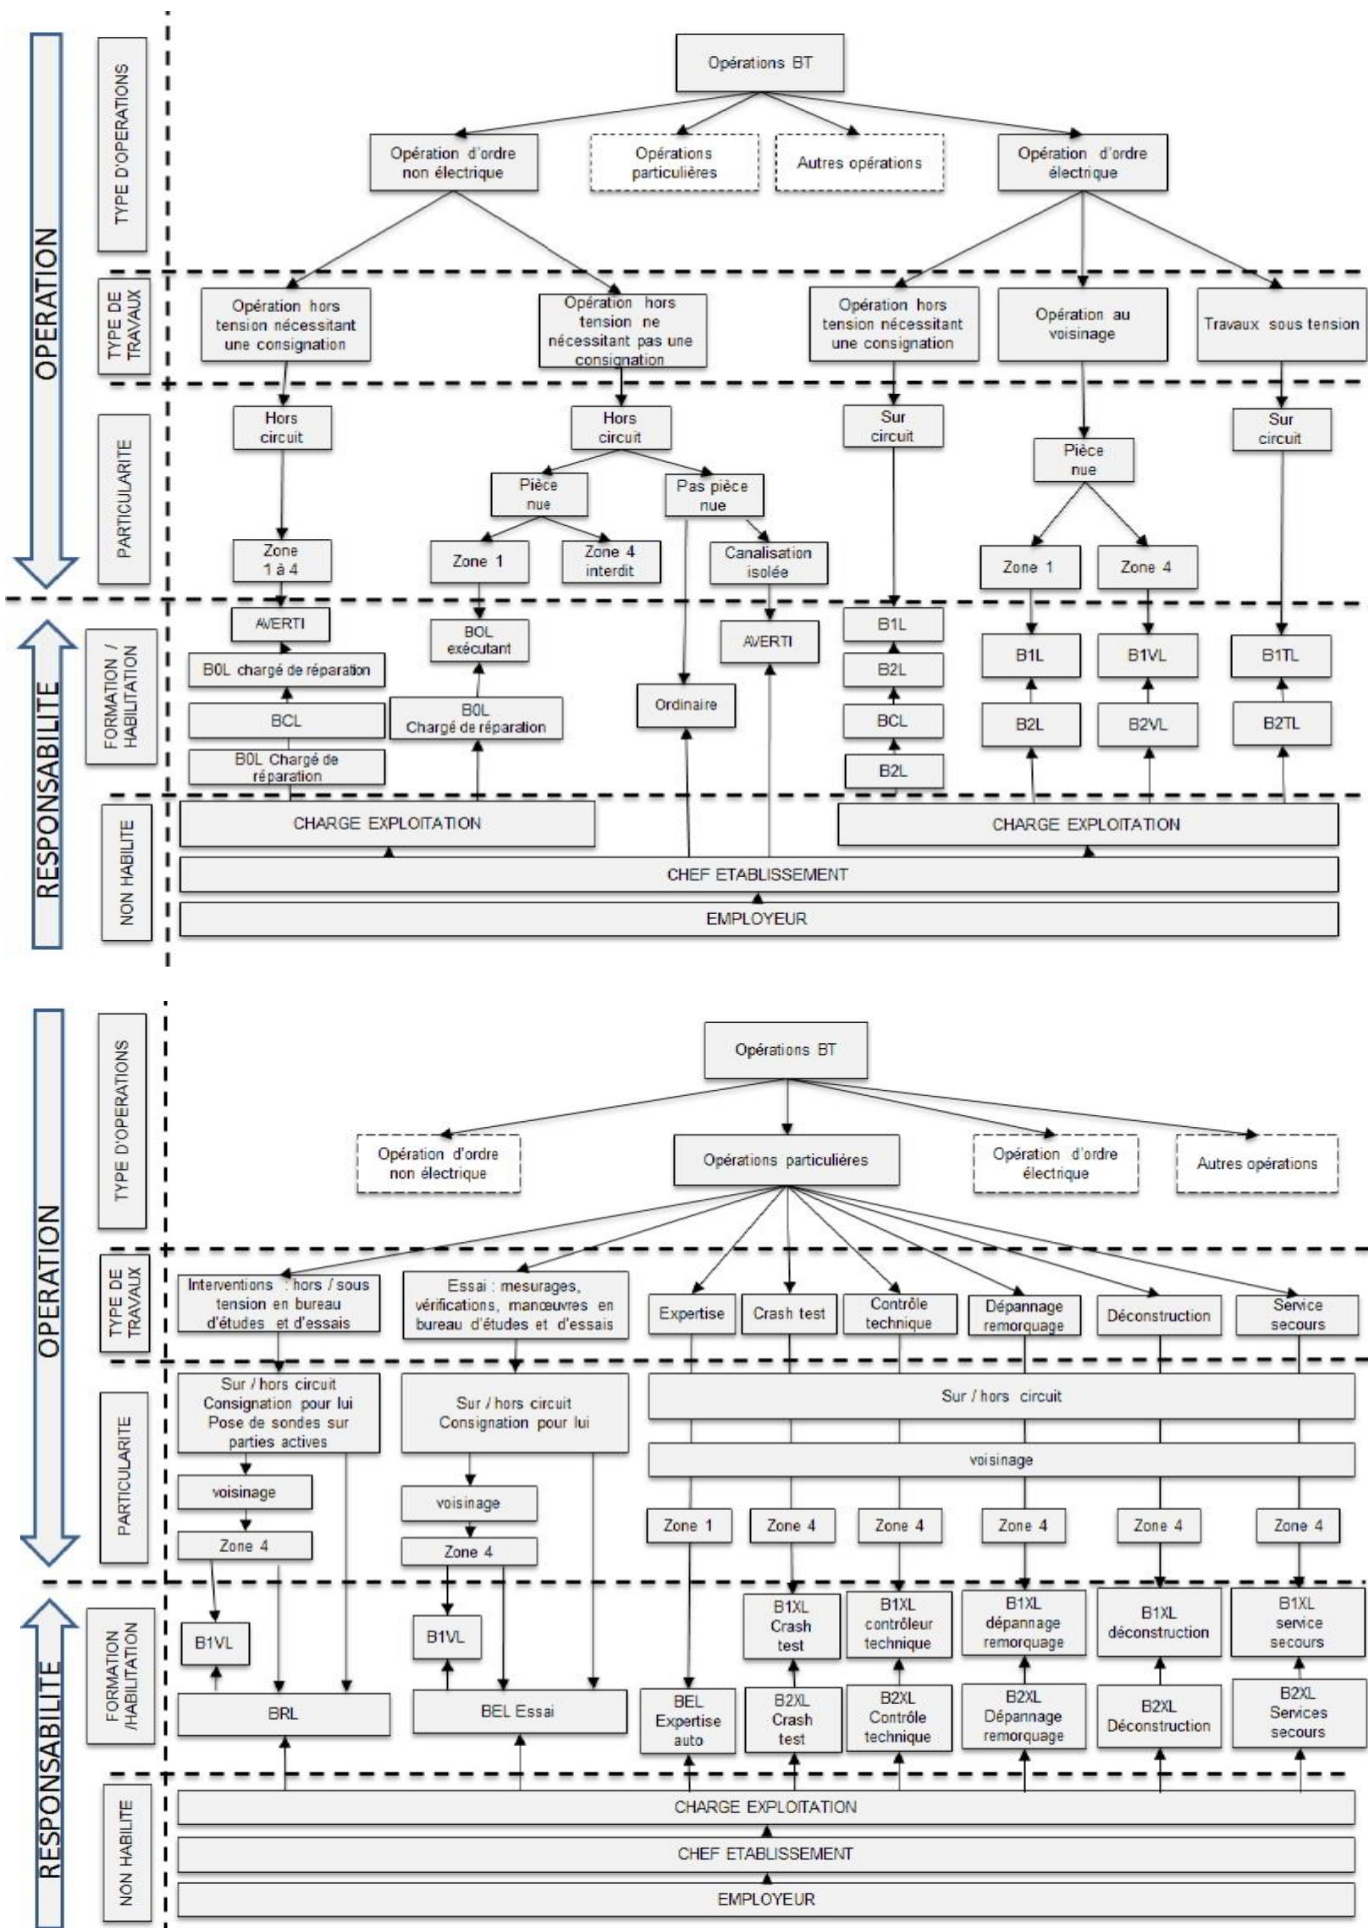 Opérations BT
Opération d'ordre
non électrique
Opérations
particulières
Autres opérations
Opération d'ordre
électrique
TYPE D'OPERATIONS
OPERATION
TYPE DE
TRAVAUX
Opération hors
tension nécessitant
une consignation
Opération hors
tension ne
nécessitant pas une
consignation
Opération hors
tension nécessitant
une consignation
Opération au
voisinage
Travaux sous tension
PARTICULARITE
Hors
circuit
Hors
circuit
Sur
circuit
Sur
circuit
Pièce
nue
Pas pièce
nue
Pièce
nue
Zone
1 à 4
Zone 1
Zone 4
interdit
Canalisation
isolée
Zone 1
Zone 4
RESPONSABILITE
FORMATION /
HABILITATION
AVERTI
B0L chargé de réparation
BCL
B0L Chargé de
réparation
BOL
exécutant
B0L
Chargé de réparation
Ordinaire
AVERTI
B1L
B2L
BCL
B2L
B1L
B2L
B1VL
B2VL
B1TL
B2TL
NON HABILITE
CHARGE EXPLOITATION
CHARGE EXPLOITATION
CHEF ETABLISSEMENT
EMPLOYEUR
Opérations BT
TYPE D'OPERATIONS
Opération d'ordre
non électrique
Opérations particulières
Opération d'ordre
électrique
Autres opérations
OPERATION
TYPE DE
TRAVAUX
Interventions : hors / sous
tension en bureau
d'études et d'essais
Essai : mesurages,
vérifications, manœuvres en
bureau d'études et d'essais
Expertise
Crash test
Contrôle
technique
Dépannage
remorquage
Déconstruction
Service
secours
PARTICULARITE
Sur / hors circuit
Consignation pour lui
Pose de sondes sur
parties actives
Sur / hors circuit
Consignation pour lui
Sur / hors circuit
voisinage
voisinage
voisinage
Zone 4
Zone 4
Zone 1
Zone 4
Zone 4
Zone 4
Zone 4
Zone 4
RESPONSABILITE
FORMATION
/HABILITATION
B1VL
BRL
B1VL
BEL Essai
BEL
Expertise
auto
B1XL
Crash
test
B2XL
Crash
test
B1XL
contrôleur
technique
B2XL
Contrôle
technique
B1XL
dépannage
remorquage
B2XL
Dépannage
remorquage
B1XL
déconstruction
B2XL
Déconstruction
B1XL
service
secours
B2XL
Services
secours
NON HABILITE
CHARGE EXPLOITATION
CHEF ETABLISSEMENT
EMPLOYEUR